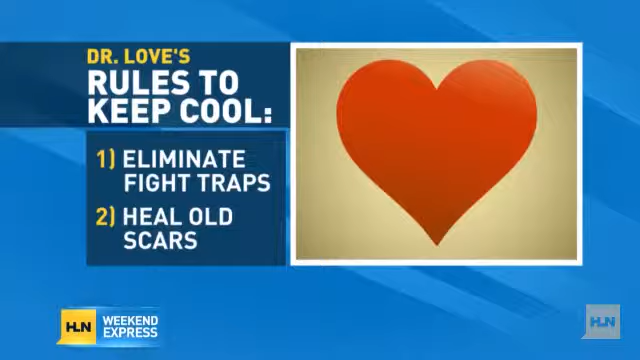 DR. LOVE'S
RULES TO
KEEP COOL:
1) ELIMINATE
FIGHT TRAPS
2) HEAL OLD
SCARS
HLN WEEKEND
EXPRESS
HLN